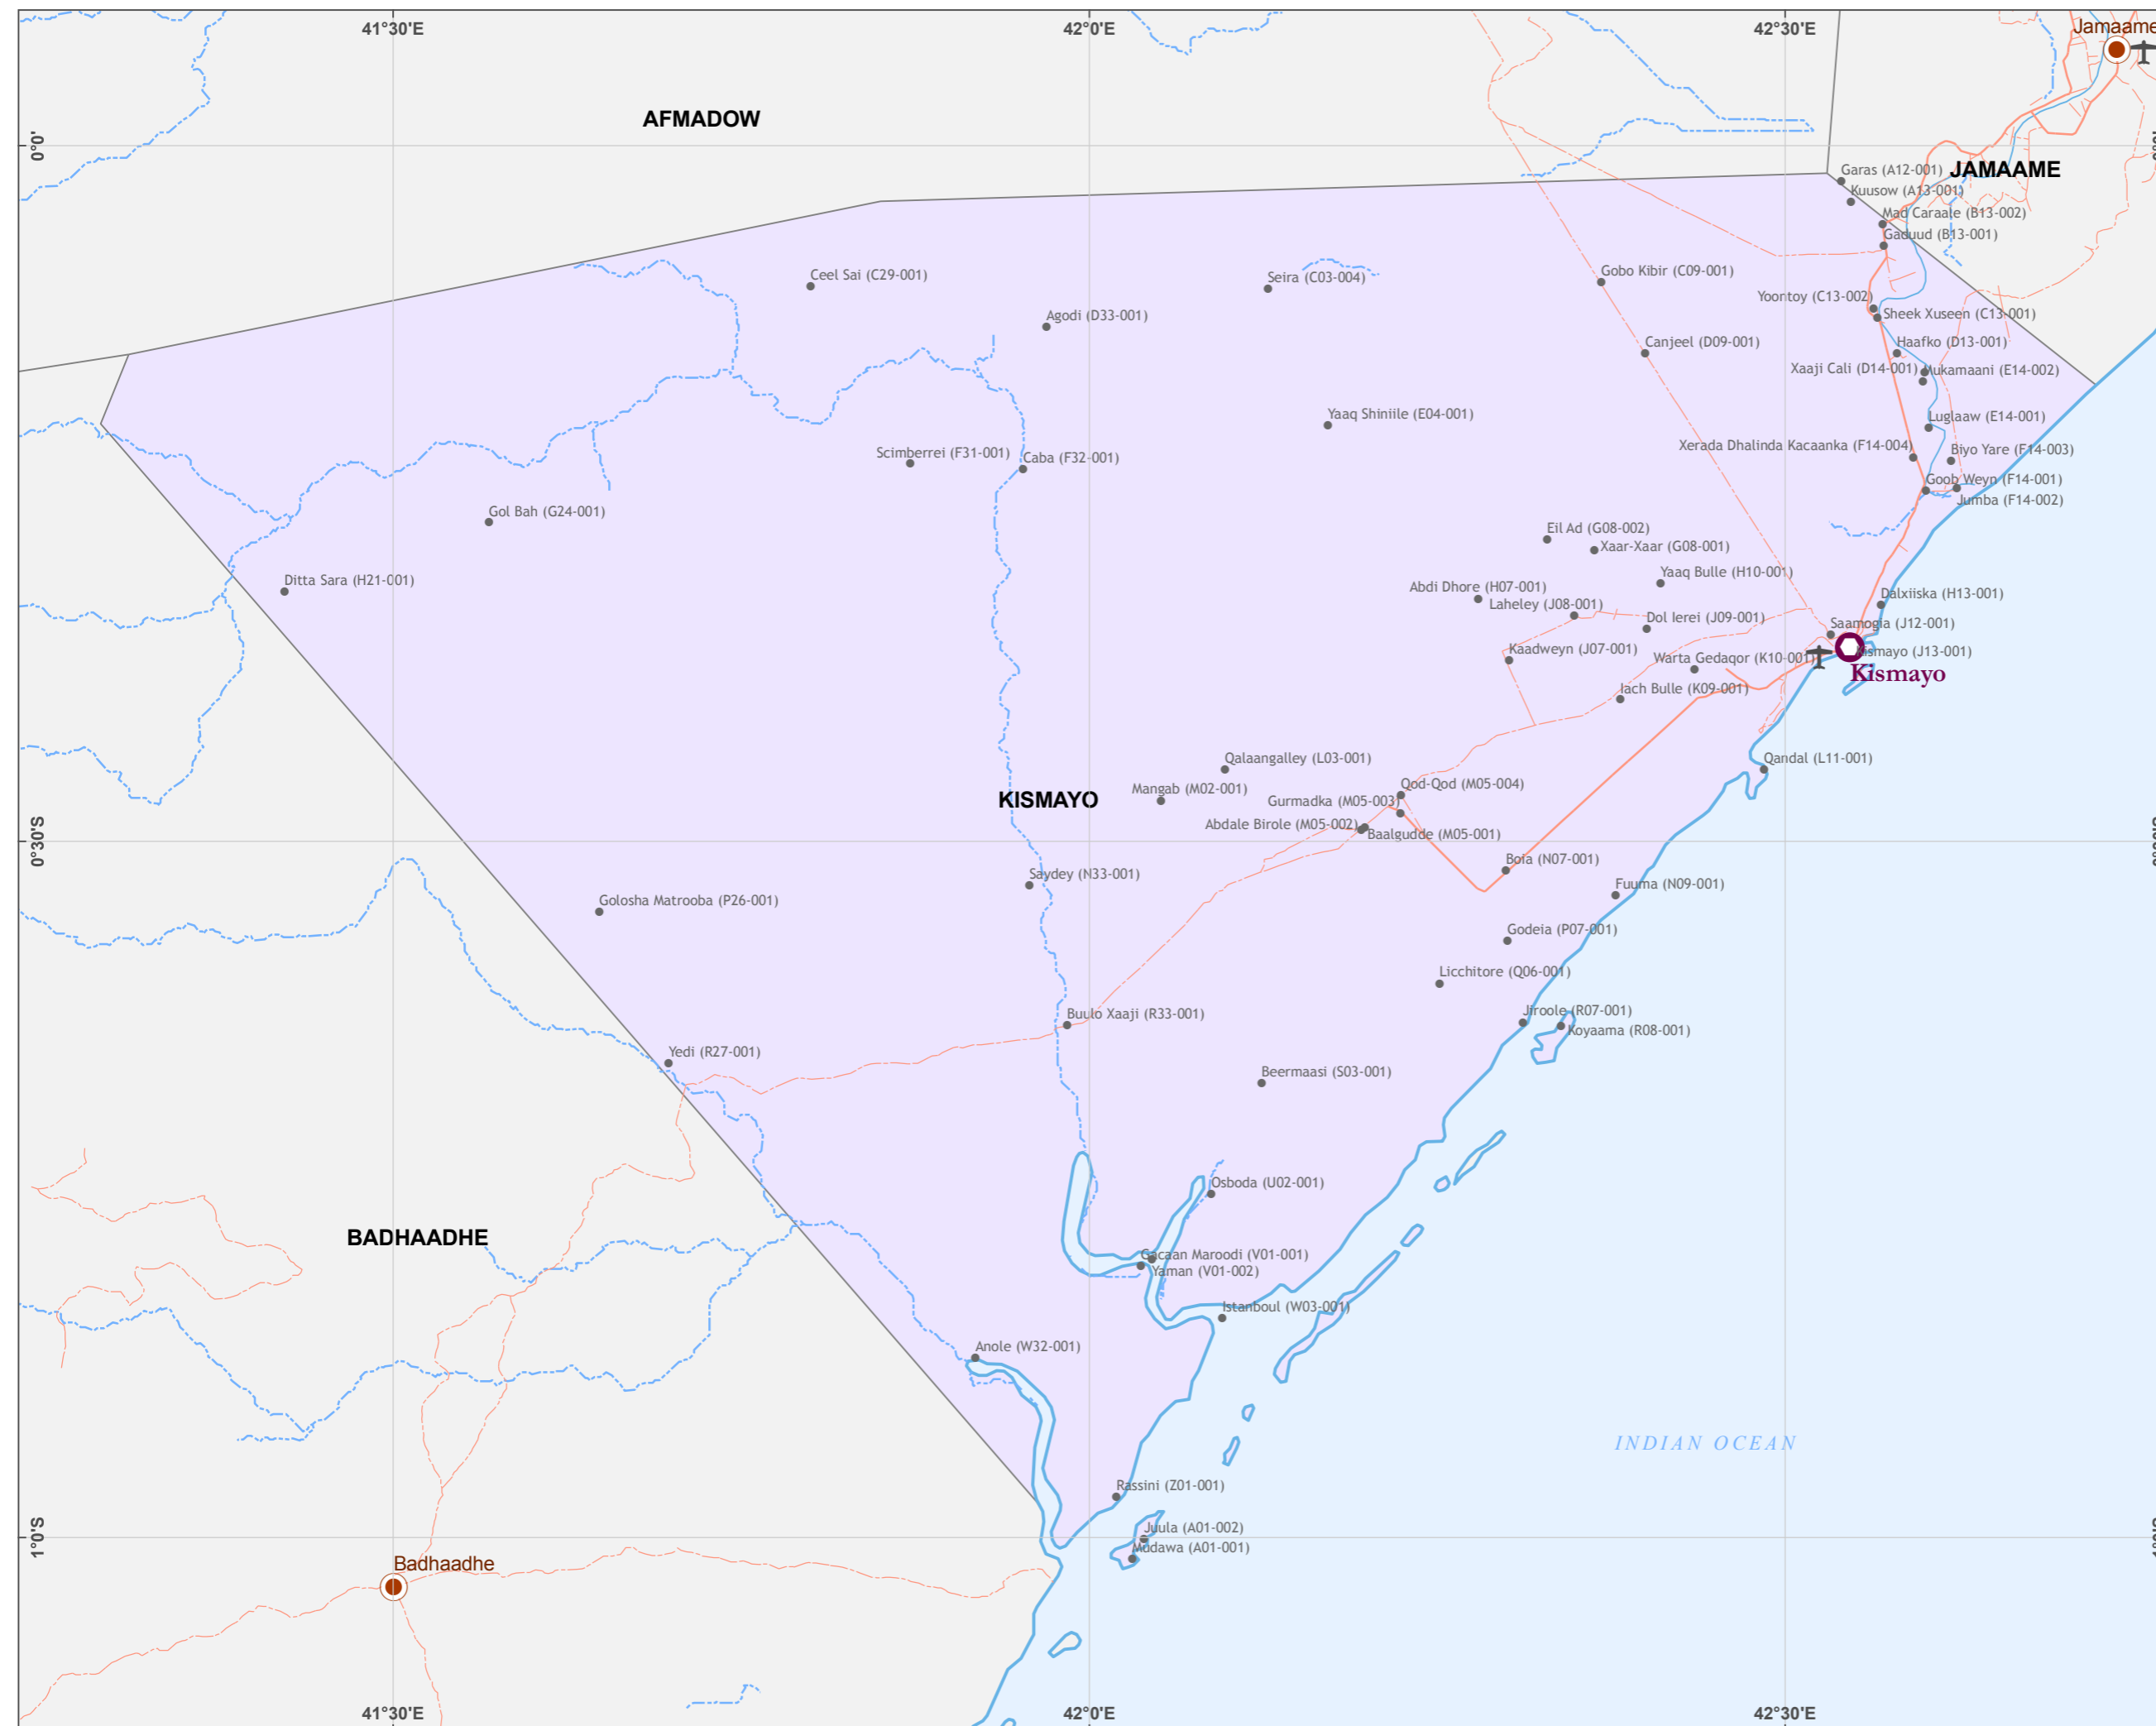 41°30'E
42°0'E
42°30'E
Jamaame
AFMADOW
0°0'
JAMAAME
Garas (A12-001)
Kuusow (A13-001)
Mad Caraale (B13-002)
Gaduud (B13-001)
Ceel Sai (C29-001)
Seira (C03-004)
Gobo Kibir (C09-001)
Yoontoy (C13-002)
Agodi (D33-001)
Sheek Xuseen (C13-001)
Canjeel (D09-001)
Haafko (D13-001)
Xaaji Cali (D14-001)
Mukamaani (E14-002)
Yaaq Shiniile (E04-001)
Luglaaw (E14-001)
Xerada Dhalinda Kacaanka (F14-004)
Biyo Yare (F14-003)
Scimberrei (F31-001)
Caba (F32-001)
Goob Weyn (F14-001)
Jumba (F14-002)
Gol Bah (G24-001)
Eil Ad (G08-002)
Xaar-Xaar (G08-001)
Yaaq Bulle (H10-001)
Ditta Sara (H21-001)
Abdi Dhore (H07-001)
Dalxiiska (H13-001)
Laheley (J08-001)
Dol Ierei (J09-001)
Saamogia (J12-001)
Kaadweyn (J07-001)
Warta Gedaqor (K10-001)
Kismayo (J13-001)
Kismayo
Iach Bulle (K09-001)
Qalaangalley (L03-001)
Qandal (L11-001)
Mangab (M02-001)
Qod-Qod (M05-004)
KISMAYO
Gurmadka (M05-003)
Abdale Birole (M05-002)
Baalgudde (M05-001)
0°30'S
Boia (N07-001)
Saydey (N33-001)
Fuuma (N09-001)
Golosha Matrooba (P26-001)
Godeia (P07-001)
Licchitore (Q06-001)
Buulo Xaaji (R33-001)
Jiroole (R07-001)
Koyaama (R08-001)
Yedi (R27-001)
Beermaasi (S03-001)
Osboda (U02-001)
BADHAADHE
Gacaan Maroodi (V01-001)
Yaman (V01-002)
Istanboul (W03-001)
Anole (W32-001)
INDIAN OCEAN
Rassini (Z01-001)
Juula (A01-002)
1°0'S
Mudawa (A01-001)
Badhaadhe
41°30'E
42°0'E
42°30'E